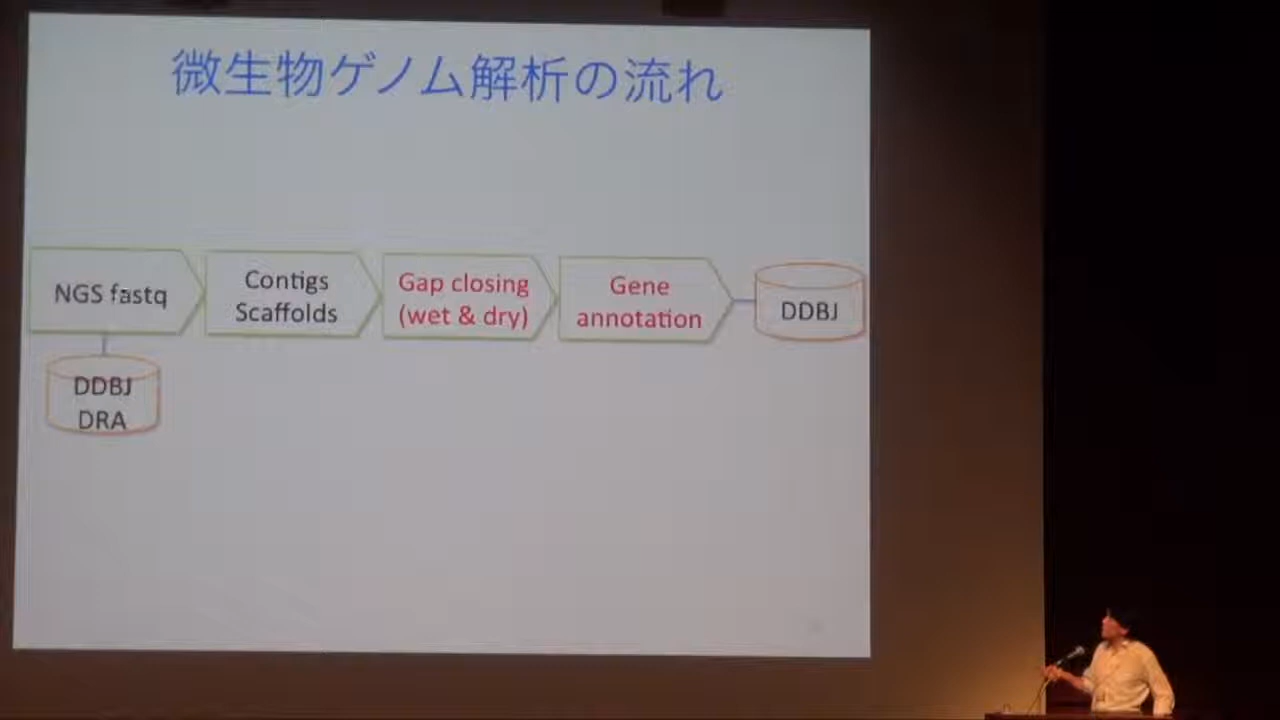 微生物ゲノム解析の流れ
NGS fastq
Contigs
Scaffolds
Gap closing
(wet & dry)
Gene
annotation
DDBJ
DDBJ
DRA